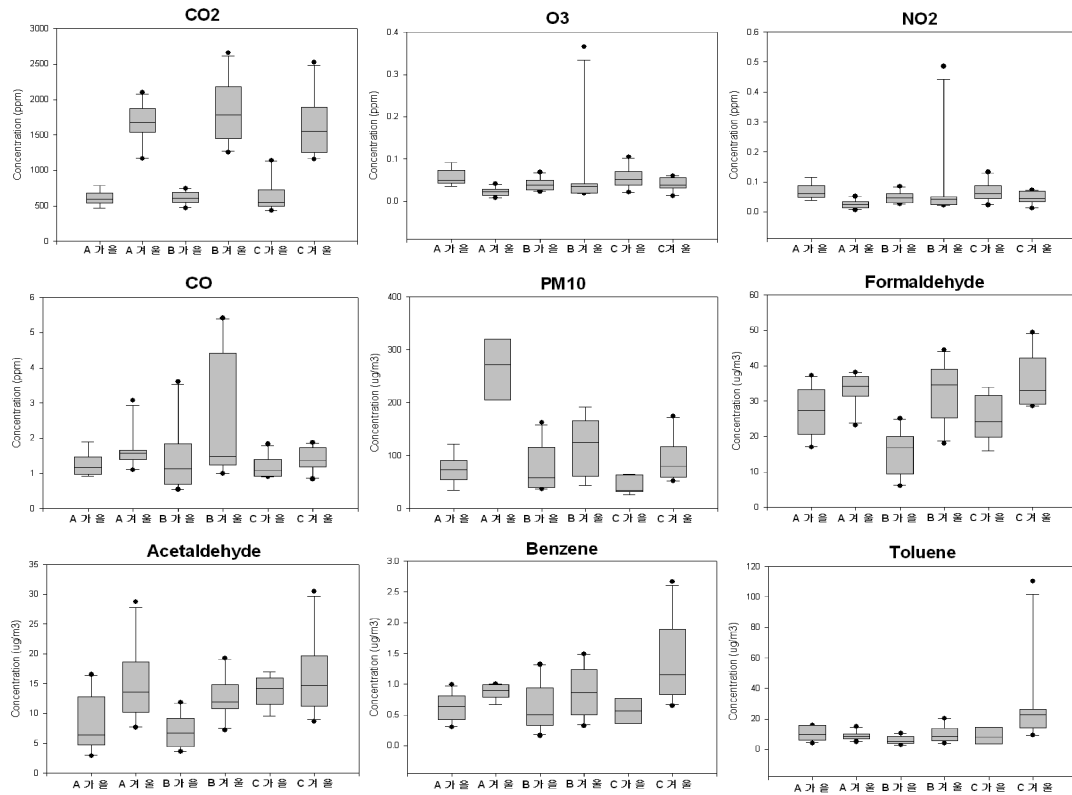 CO2
Concentration (ppm)
3000
2500
2000
1500
1000
500
0
A 가을 A 겨울 B 가을 B 겨울 C 가을 C 겨울
O3
Concentration (ppm)
0.4
0.3
0.2
0.1
0.0
A 가을 A 겨울 B 가을 B 겨울 C 가을 C 겨울
NO2
Concentration (ppm)
0.6
0.5
0.4
0.3
0.2
0.1
0.0
A 가을 A 겨울 B 가을 B 겨울 C 가을 C 겨울
CO
Concentration (ppm)
6
5
4
3
2
1
0
A 가을 A 겨울 B 가을 B 겨울 C 가을 C 겨울
PM10
Concentration (ug/m3)
400
300
200
100
0
A 가을 A 겨울 B 가을 B 겨울 C 가을 C 겨울
Formaldehyde
Concentration (ug/m3)
60
50
40
30
20
10
0
A 가을 A 겨울 B 가을 B 겨울 C 가을 C 겨울
Acetaldehyde
Concentration (ug/m3)
35
30
25
20
15
10
5
0
A 가을 A 겨울 B 가을 B 겨울 C 가을 C 겨울
Benzene
Concentration (ug/m3)
3.0
2.5
2.0
1.5
1.0
0.5
0.0
A 가을 A 겨울 B 가을 B 겨울 C 가을 C 겨울
Toluene
Concentration (ug/m3)
120
100
80
60
40
20
0
A 가을 A 겨울 B 가을 B 겨울 C 가을 C 겨울